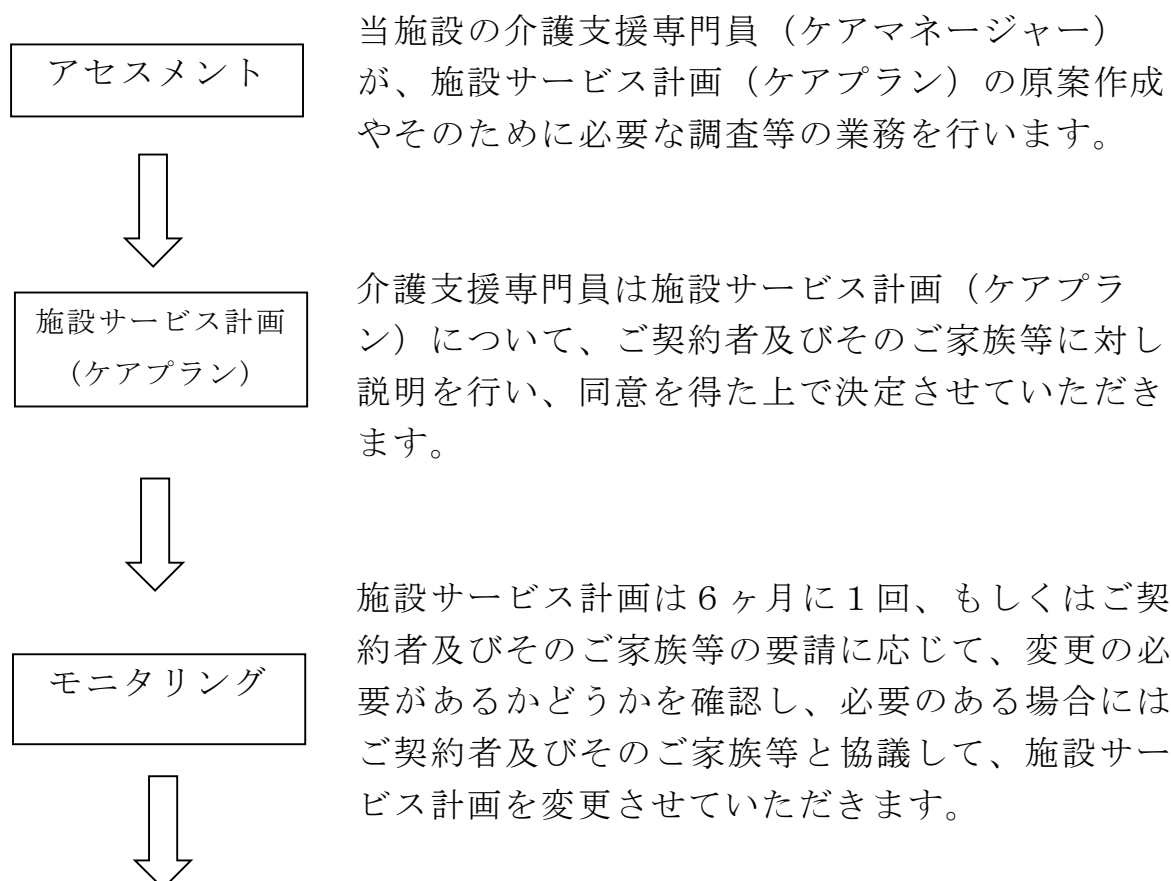 アセスメント
当施設の介護支援専門員（ケアマネージャー）
が、施設サービス計画（ケアプラン）の原案作成
やそのために必要な調査等の業務を行います。
施設サービス計画
（ケアプラン）
介護支援専門員は施設サービス計画（ケアプラ
ン）について、ご契約者及びそのご家族等に対し
説明を行い、同意を得た上で決定させていただき
ます。
モニタリング
施設サービス計画は６ヶ月に１回、もしくはご契
約者及びそのご家族等の要請に応じて、変更の必
要があるかどうかを確認し、必要のある場合には
ご契約者及びそのご家族等と協議して、施設サー
ビス計画を変更させていただきます。